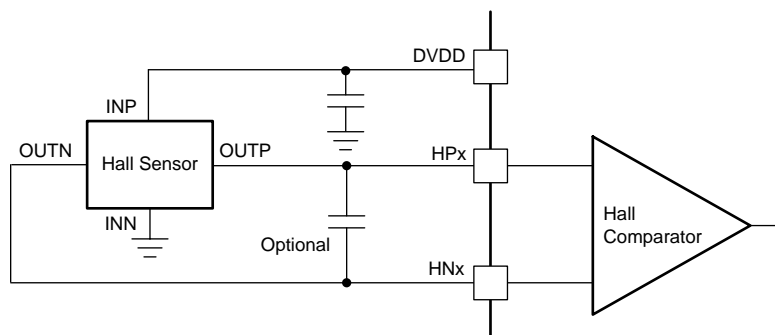 DVDD
INP
OUTN
Hall Sensor
OUTP
HPx
INN
Optional
HNx
Hall
Comparator